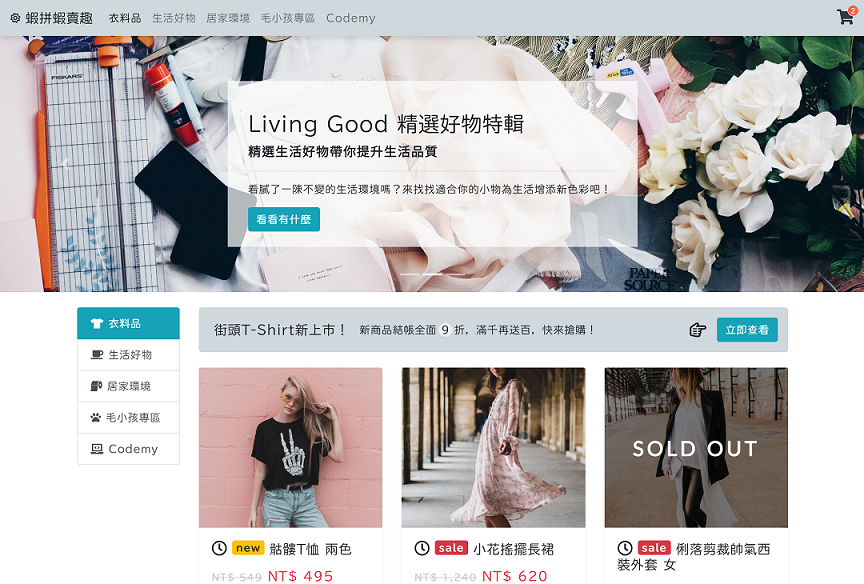 蝦拼蝦賣趣 衣料品 生活好物 居家環境 毛小孩專區 Codemy 2
FISKARS
Living Good 精選好物特輯
精選生活好物帶你提升生活品質
看膩了一陳不變的生活環境嗎？來找找適合你的小物為生活增添新色彩吧！
看看有什麼
PAPER
SOURCE
衣料品
生活好物
居家環境
毛小孩專區
Codemy
街頭T-Shirt新上市！ 新商品結帳全面 9 折，滿千再送百，快來搶購！ 立即查看
SOLD OUT
new 骷髏T恤 兩色
NT$ 549 NT$ 495
sale 小花搖擺長裙
NT$ 1,240 NT$ 620
sale 俐落剪裁帥氣西
裝外套 女